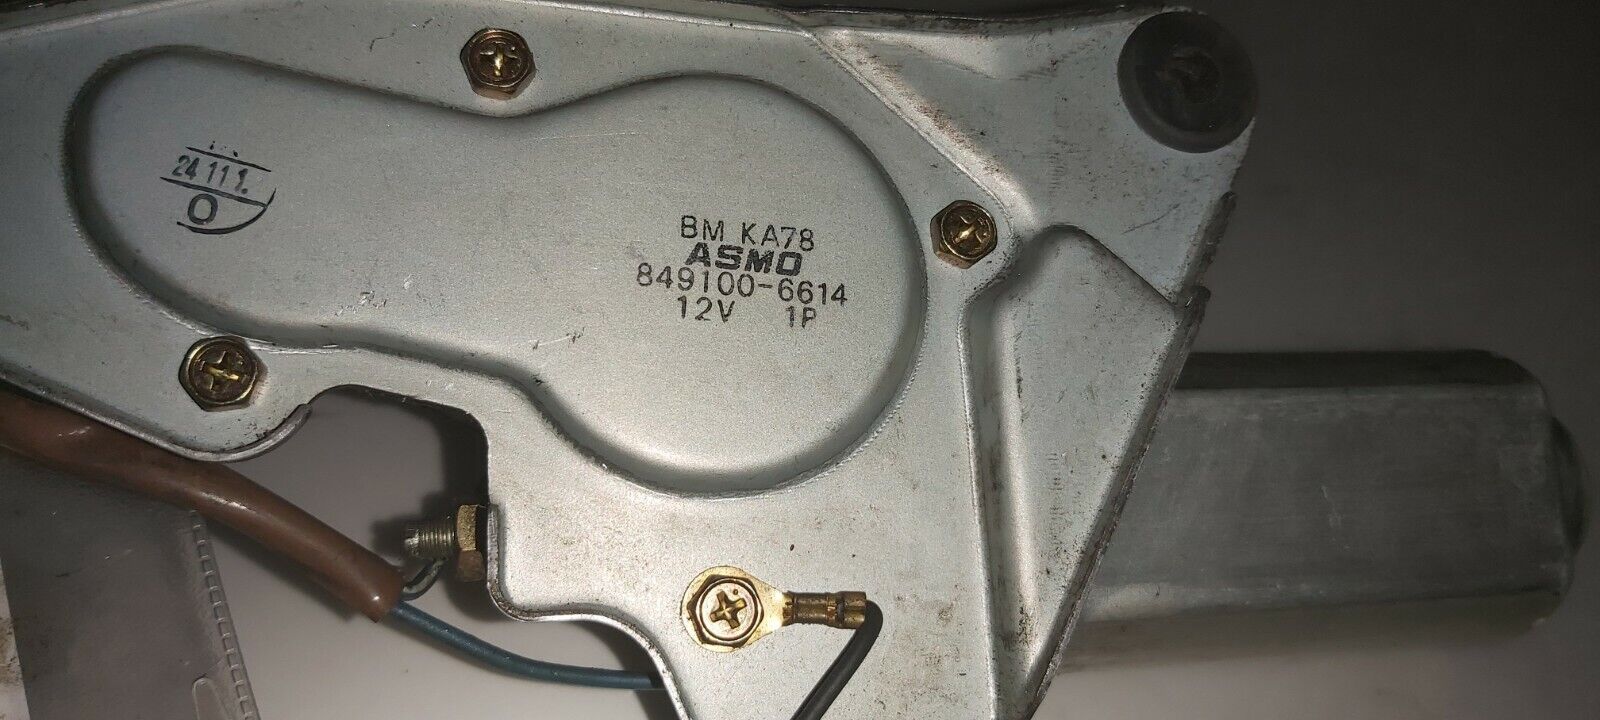 24 11 1.
O
BM KA78
ASMO
849100-6614
12V 1P